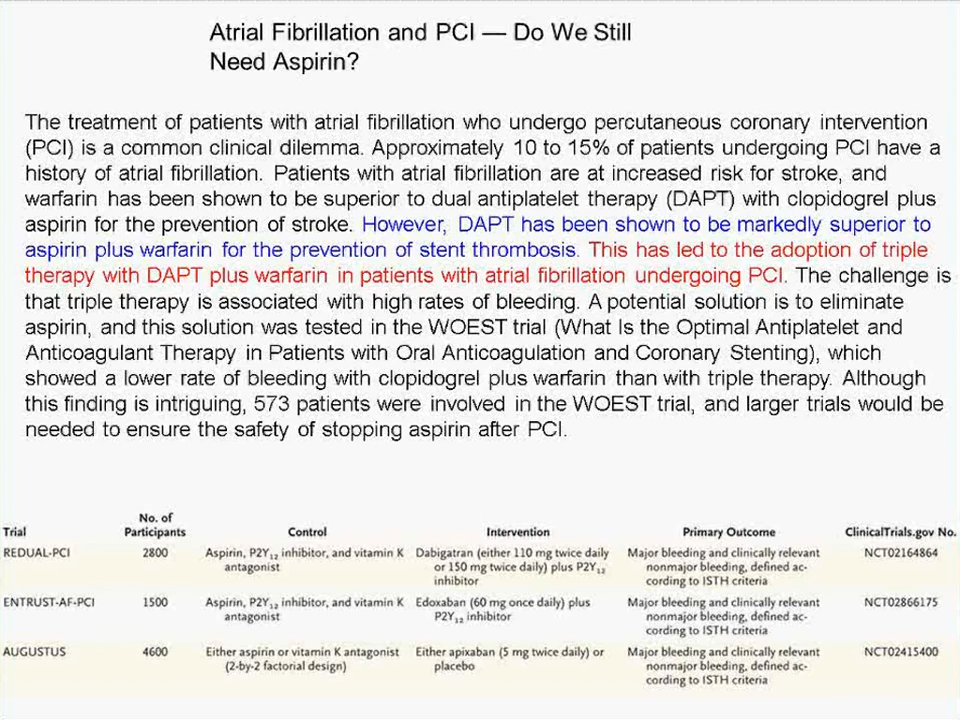 Atrial Fibrillation and PCI — Do We Still
Need Aspirin?
The treatment of patients with atrial fibrillation who undergo percutaneous coronary intervention
(PCI) is a common clinical dilemma. Approximately 10 to 15% of patients undergoing PCI have a
history of atrial fibrillation. Patients with atrial fibrillation are at increased risk for stroke, and
warfarin has been shown to be superior to dual antiplatelet therapy (DAPT) with clopidogrel plus
aspirin for the prevention of stroke. However, DAPT has been shown to be markedly superior to
aspirin plus warfarin for the prevention of stent thrombosis. This has led to the adoption of triple
therapy with DAPT plus warfarin in patients with atrial fibrillation undergoing PCI. The challenge is
that triple therapy is associated with high rates of bleeding. A potential solution is to eliminate
aspirin, and this solution was tested in the WOEST trial (What Is the Optimal Antiplatelet and
Anticoagulant Therapy in Patients with Oral Anticoagulation and Coronary Stenting), which
showed a lower rate of bleeding with clopidogrel plus warfarin than with triple therapy. Although
this finding is intriguing, 573 patients were involved in the WOEST trial, and larger trials would be
needed to ensure the safety of stopping aspirin after PCI.
Trial No. of Participants Control Intervention Primary Outcome ClinicalTrials.gov No.
REDUAL-PCI 2800 Aspirin, P2Y12 inhibitor, and vitamin K Dabigatran (either 110 mg twice daily Major bleeding and clinically relevant NCT02164864
antagonist or 150 mg twice daily) plus P2Y12 nonmajor bleeding, defined ac-
inhibitor cording to ISTH criteria
ENTRUST-AF-PCI 1500 Aspirin, P2Y12 inhibitor, and vitamin K Edoxaban (60 mg once daily) plus Major bleeding and clinically relevant NCT02866175
antagonist P2Y12 inhibitor nonmajor bleeding, defined ac-
cording to ISTH criteria
AUGUSTUS 4600 Either aspirin or vitamin K antagonist Either apixaban (5 mg twice daily) or Major bleeding and clinically relevant NCT02415400
(2-by-2 factorial design) placebo nonmajor bleeding, defined ac-
cording to ISTH criteria